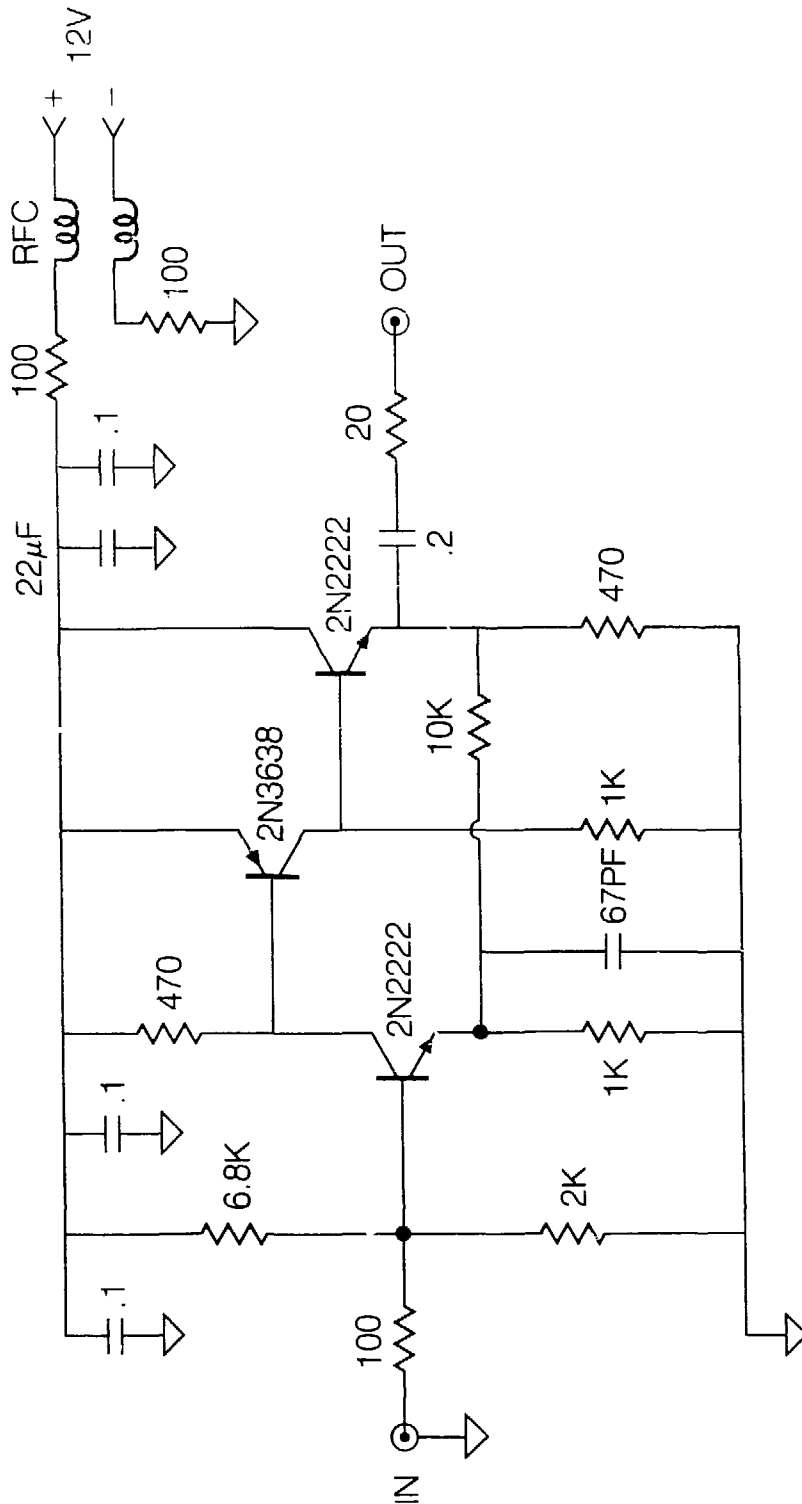 IN
100
.1
6.8K
2K
.1
470
2N2222
1K
67PF
2N3638
1K
10K
2N2222
470
22µF
.1
.2
20
OUT
100
RFC
100
+
12V
-